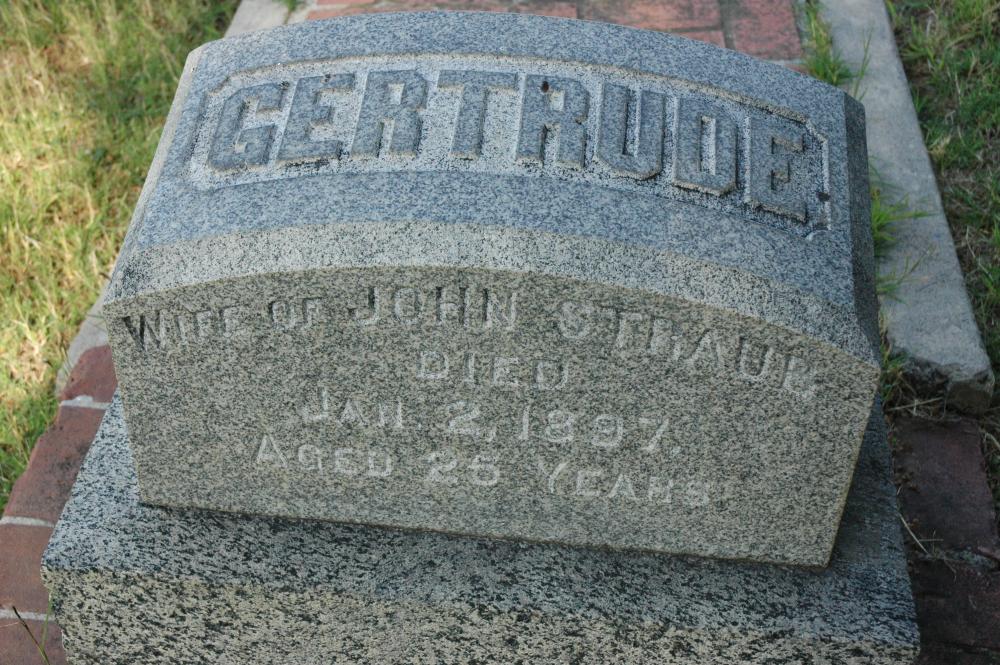 GERTRUDE.
WIFE OF JOHN STRAUB
DIED
JAN. 2, 1897.
AGED 25 YEARS